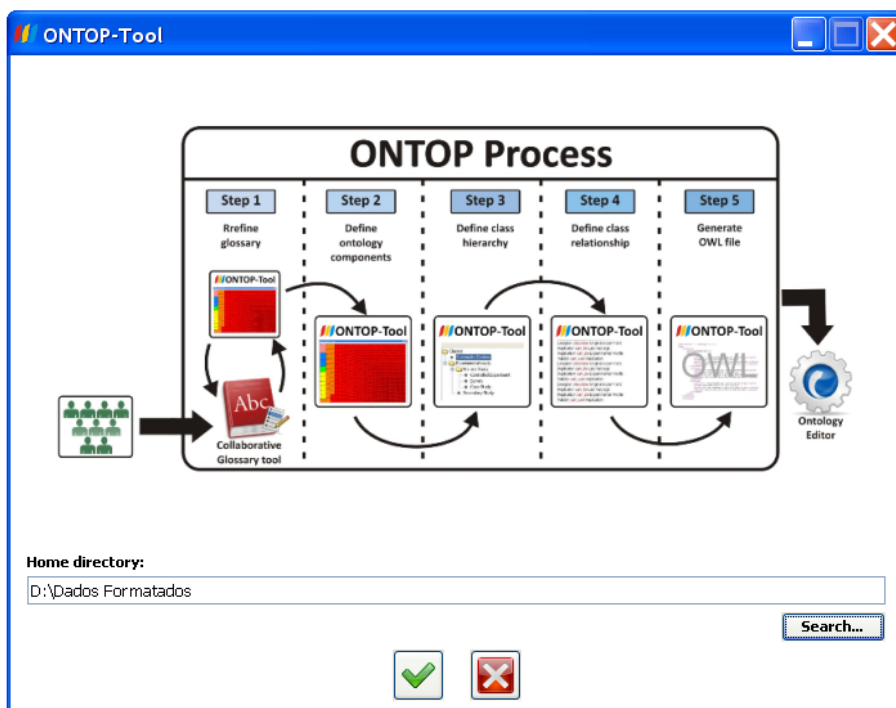 ONTOP-Tool
ONTOP Process
Step 1
Step 2
Step 3
Step 4
Step 5
Rrefine
glossary
Define
ontology
components
Define class
hierarchy
Define class
relationship
Generate
OWL file
ONTOP-Tool
ONTOP-Tool
ONTOP-Tool
ONTOP-Tool
ONTOP-Tool
OWL
Abc
Collaborative
Glossary tool
Ontology
Editor
Home directory:
D:\Dados Formatados
Search...